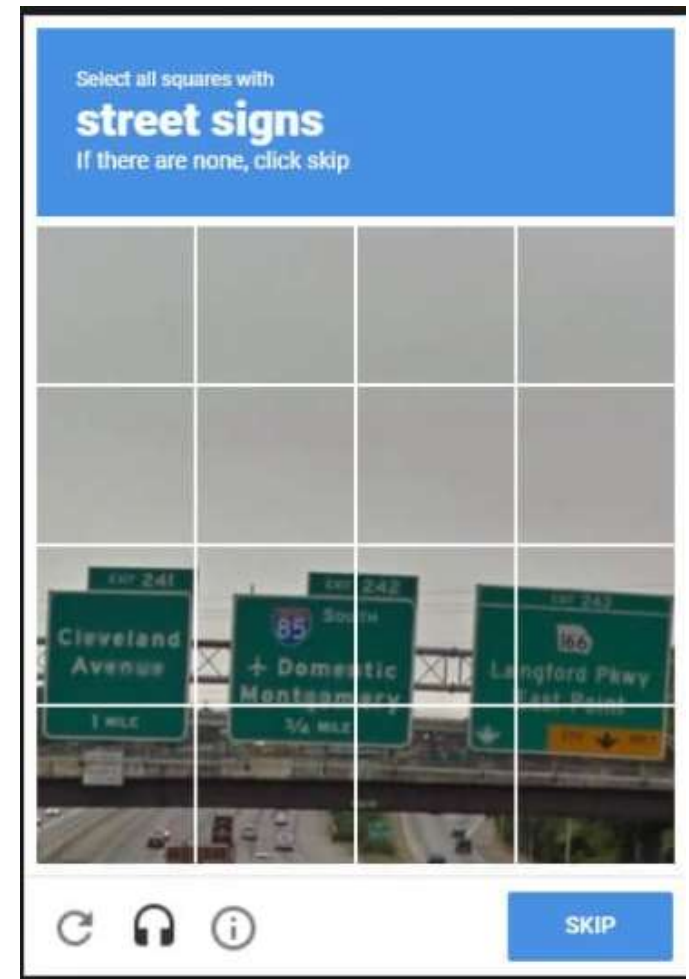 Select all squares with
street signs
If there are none, click skip
EXIT 241
Cleveland
Avenue
1 MILE
EXIT 242
85 SOUTH
Domestic
Montgomery
3/4 MILE
EXIT 243
166
Langford Pkwy
East Point
SKIP